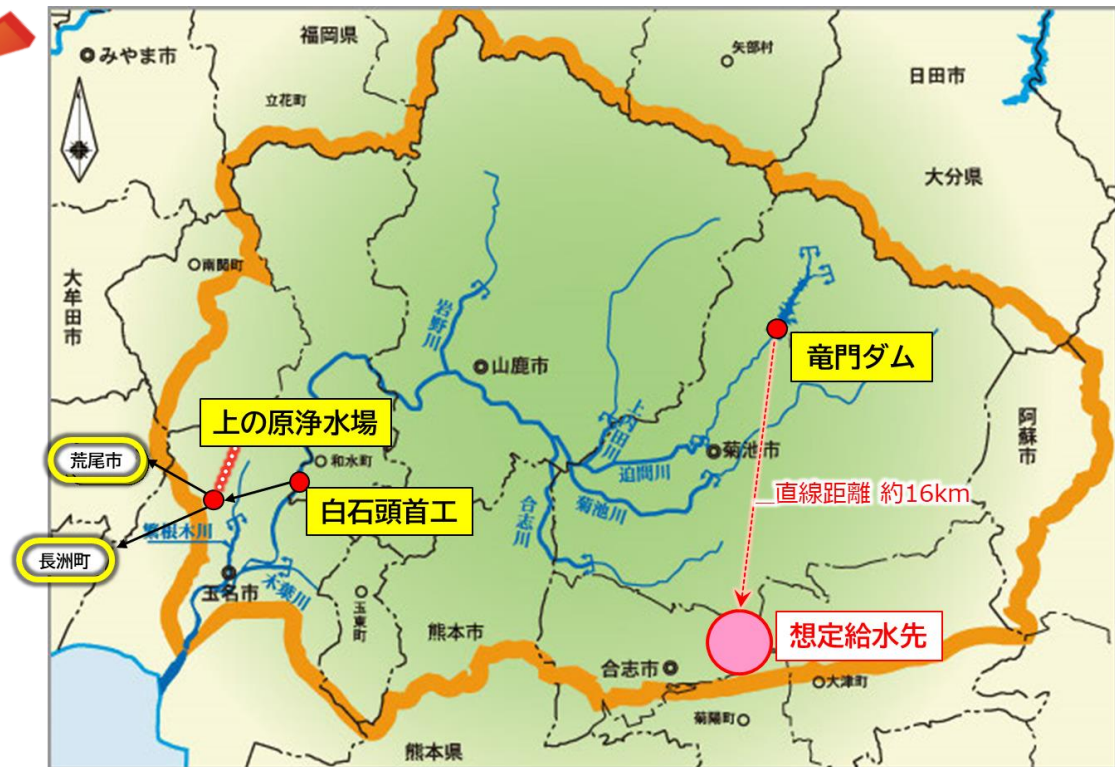 福岡県
矢部村
みやま市
日田市
立花町
大分県
南関町
大牟田市
岩野川
山鹿市
竜門ダム
上内田川
阿蘇市
上の原浄水場
荒尾市
和水町
菊池市
迫間川
直線距離 約16km
白石頭首工
菊池川
合志川
繁根木川
長洲町
玉名市
木葉川
玉東町
熊本市
想定給水先
合志市
大津町
菊陽町
熊本県